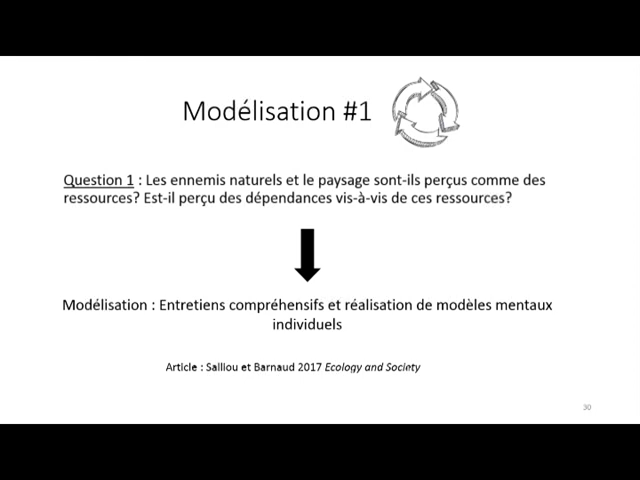 Modélisation #1
Question 1 : Les ennemis naturels et le paysage sont-ils perçus comme des
ressources? Est-il perçu des dépendances vis-à-vis de ces ressources?
Modélisation : Entretiens compréhensifs et réalisation de modèles mentaux
individuels
Article : Salliou et Barnaud 2017 Ecology and Society
30